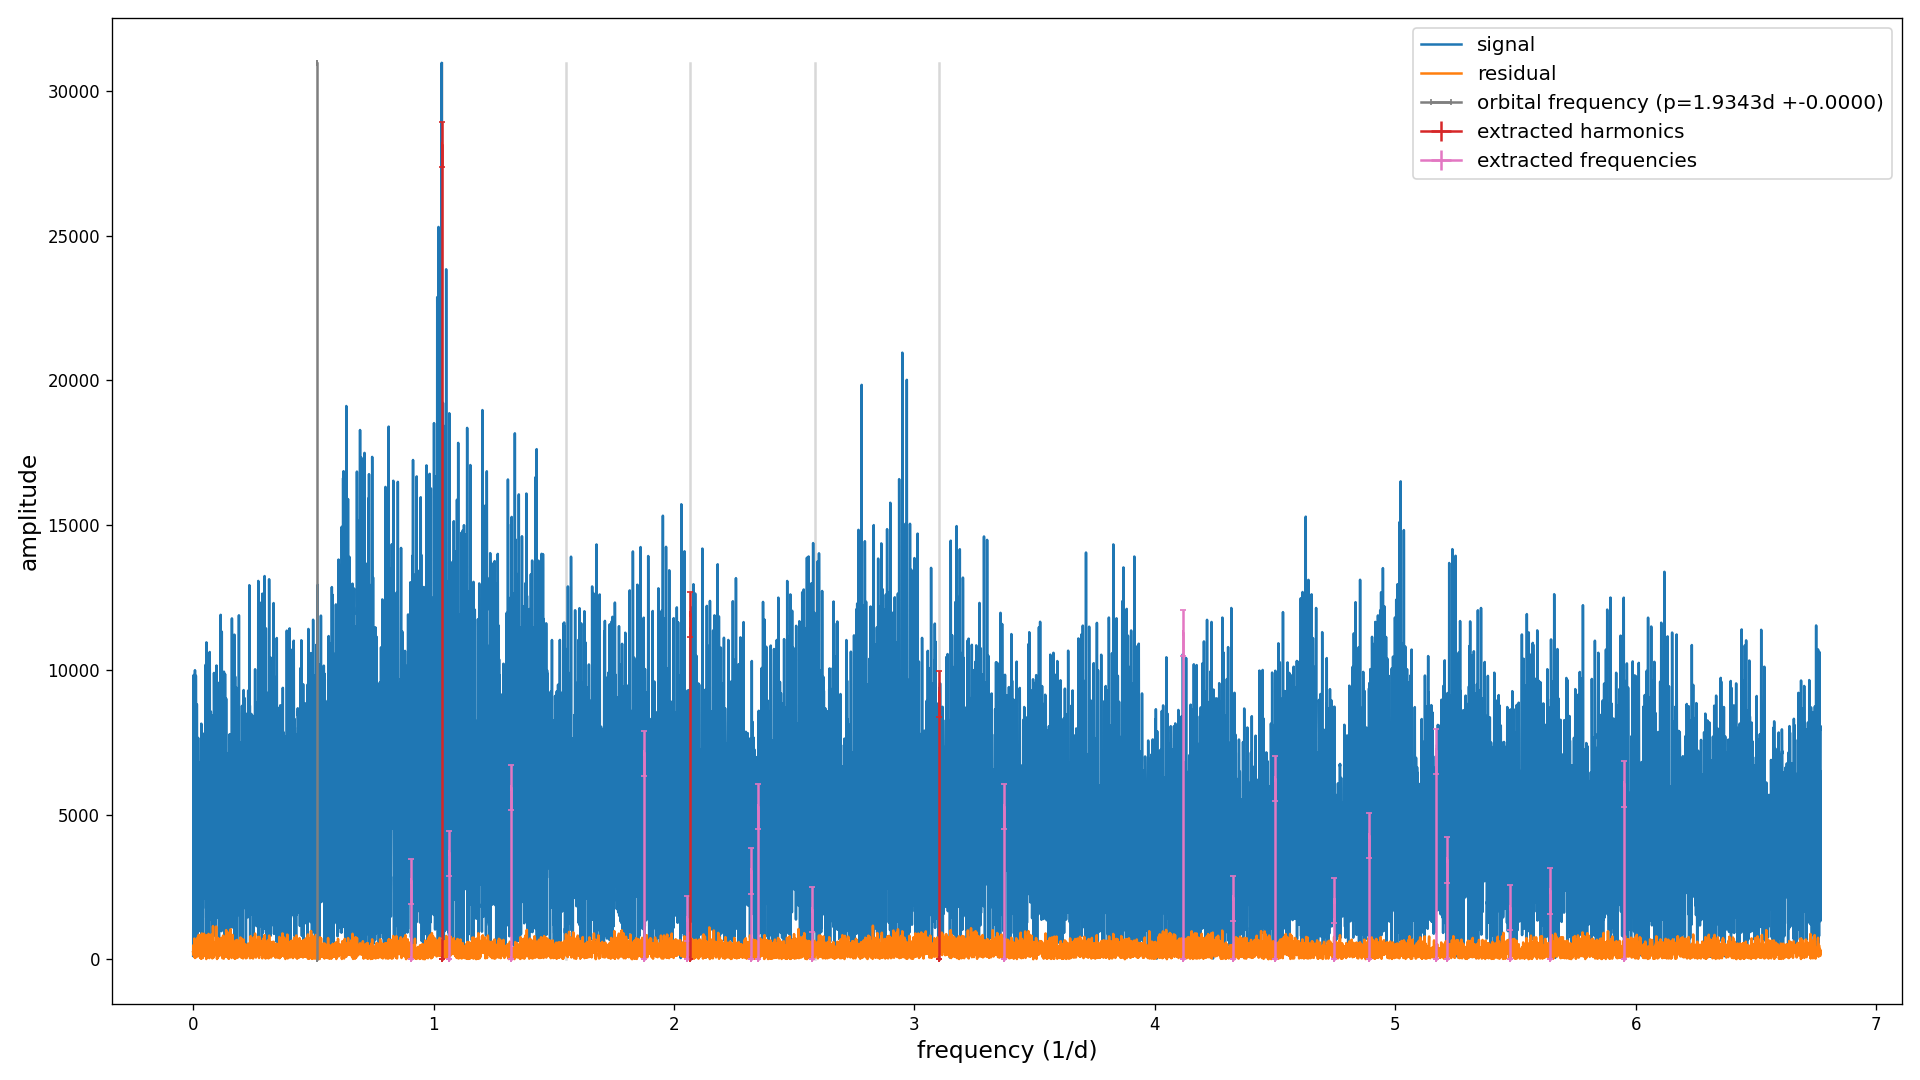 signal
residual
orbital frequency (p=1.9343d +-0.0000)
extracted harmonics
extracted frequencies
30000
25000
20000
15000
10000
5000
0
amplitude
0 1 2 3 4 5 6 7
frequency (1/d)